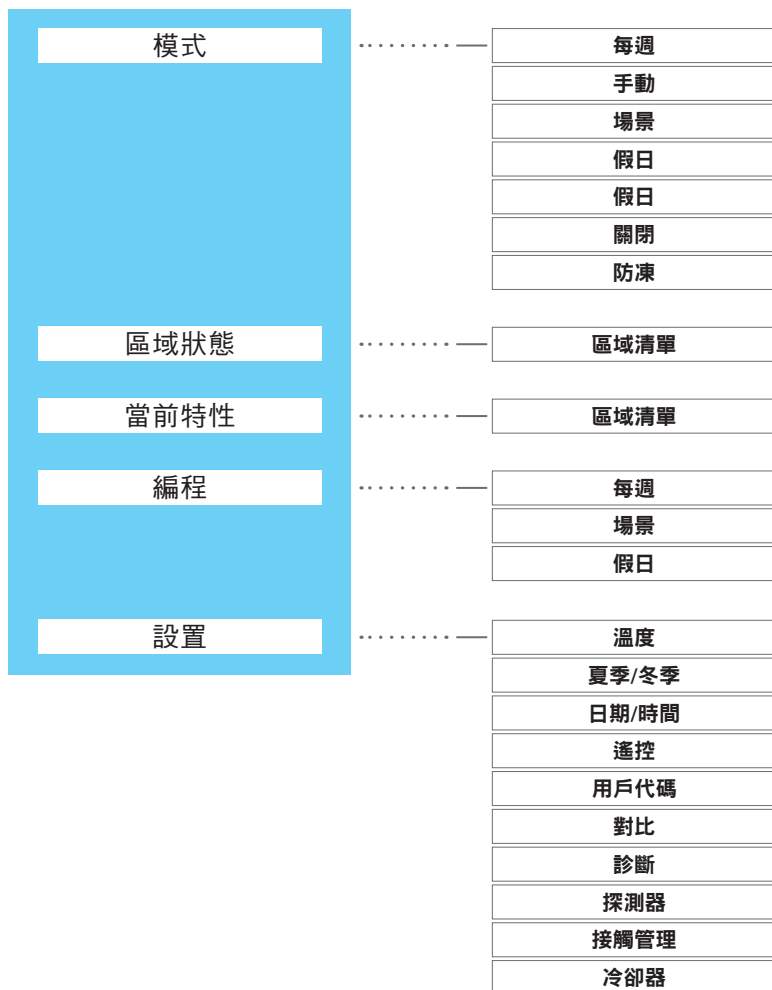 模式
每週
手動
場景
假日
假日
關閉
防凍
區域狀態
區域清單
當前特性
區域清單
編程
每週
場景
假日
設置
溫度
夏季/冬季
日期/時間
遙控
用戶代碼
對比
診斷
探測器
接觸管理
冷卻器